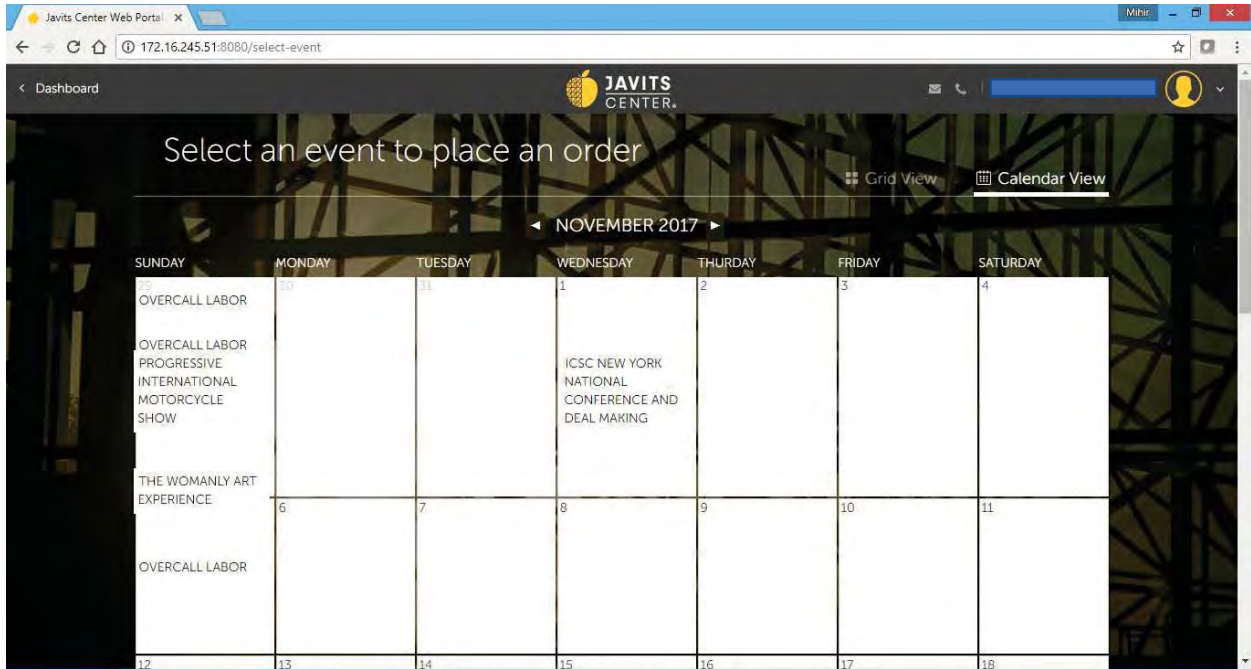 Javits Center Web Portal
Mihir
172.16.245.51:8080/select-event
Dashboard
JAVITS
CENTER.
Select an event to place an order
Grid View
Calendar View
NOVEMBER 2017
SUNDAY MONDAY TUESDAY WEDNESDAY THURDAY FRIDAY SATURDAY
29 30 31 1 2 3 4
OVERCALL LABOR
OVERCALL LABOR
PROGRESSIVE
INTERNATIONAL
MOTORCYCLE
SHOW
ICSC NEW YORK
NATIONAL
CONFERENCE AND
DEAL MAKING
THE WOMANLY ART
EXPERIENCE
6 7 8 9 10 11
OVERCALL LABOR
12 13 14 15 16 17 18